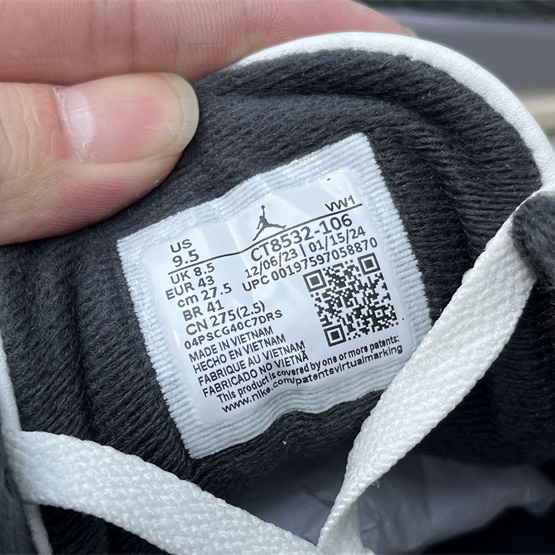 US
9.5
VW1
UK 8.5
CT8532-106
EUR 43
12/06/23 01/15/24
cm 27.5
UPC 00197597058870
BR 41
CN 275(2.5)
04PSCG40C7DRS
MADE IN VIETNAM
HECHO EN VIETNAM
FABRIQUE AU VIETNAM
FABRICADO NO VIETNÃ
This product is covered by one or more patents:
www.nike.com/patentsvirtualmarking